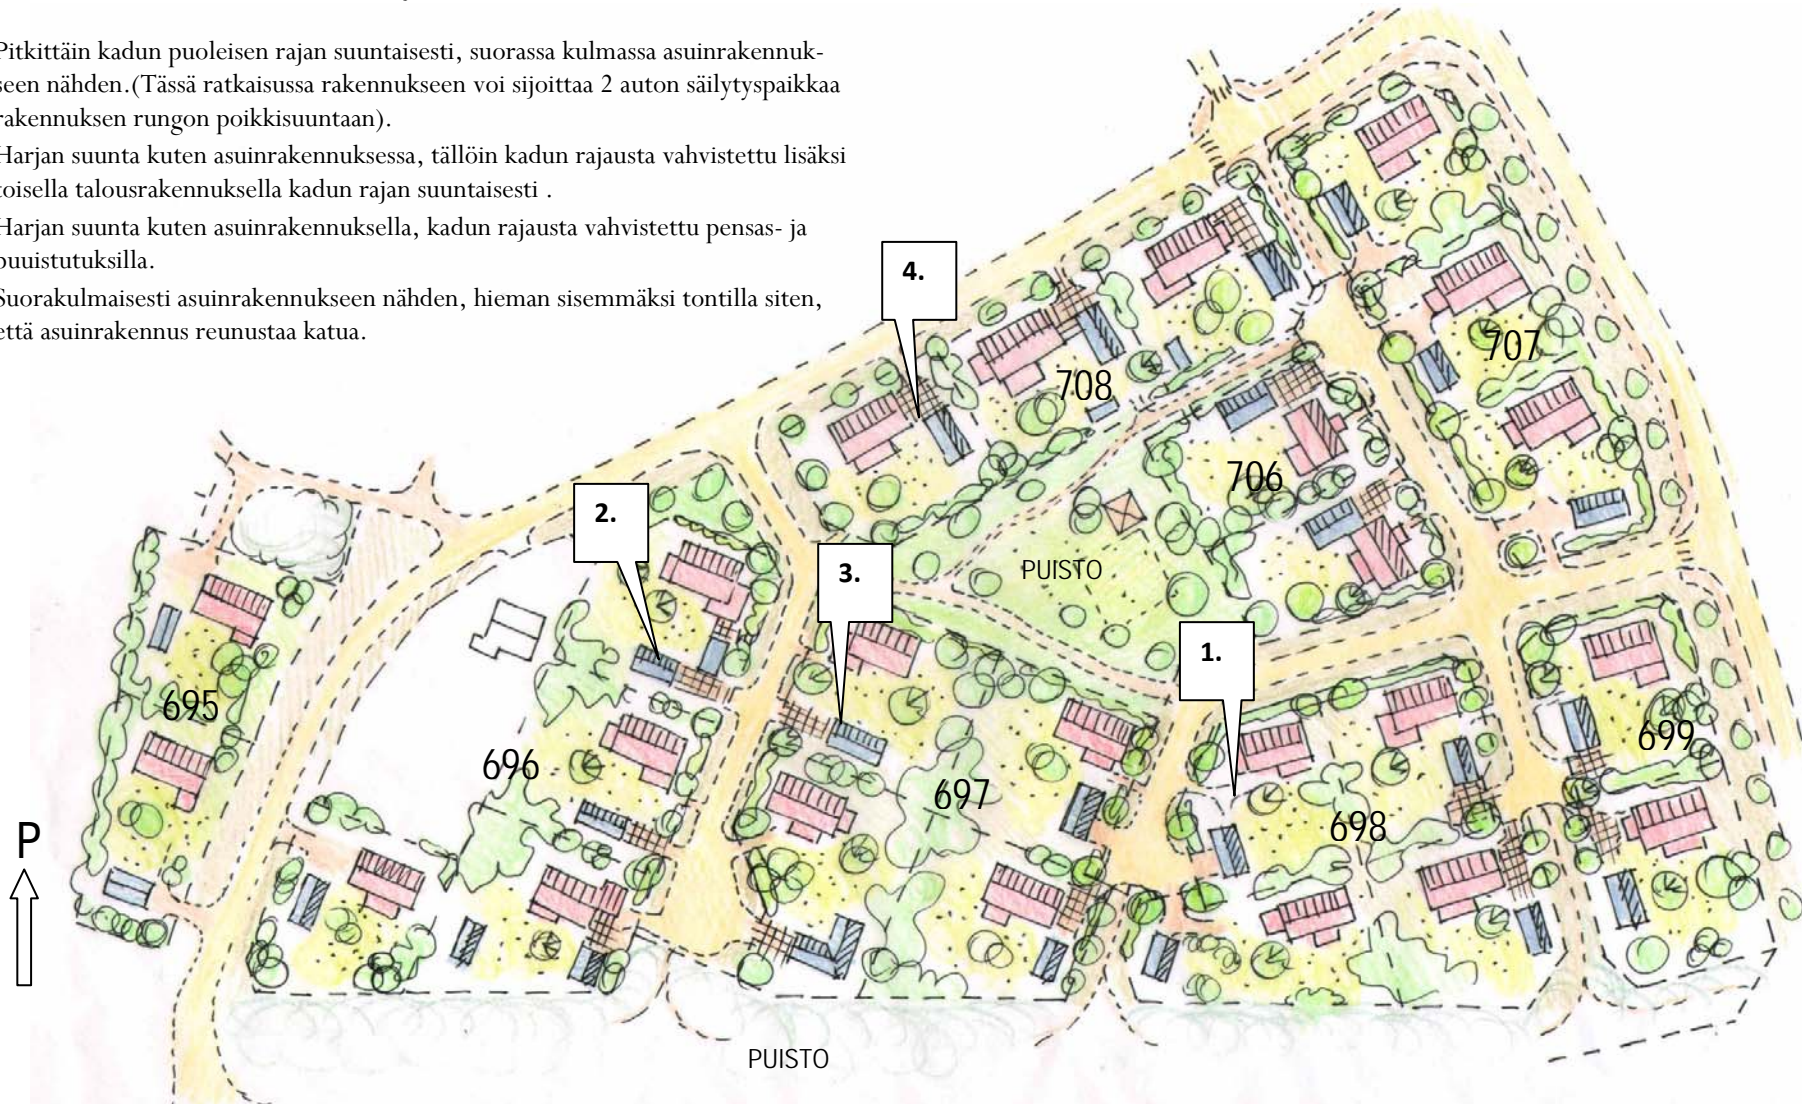 Pitkittäin kadun puoleisen rajan suuntaisesti, suorassa kulmassa asuinrakennuk-
seen nähden.(Tässä ratkaisussa rakennukseen voi sijoittaa 2 auton säilytyspaikkaa
rakennuksen rungon poikkisuuntaan).
Harjan suunta kuten asuinrakennuksessa, tällöin kadun rajausta vahvistettu lisäksi
toisella talousrakennuksella kadun rajan suuntaisesti .
Harjan suunta kuten asuinrakennuksella, kadun rajausta vahvistettu pensas- ja
puuistutuksilla.
Suorakulmaisesti asuinrakennukseen nähden, hieman sisemmäksi tontilla siten,
että asuinrakennus reunustaa katua.
4.
707
708
706
2.
3.
PUISTO
1.
695
699
696
697
698
P
PUISTO